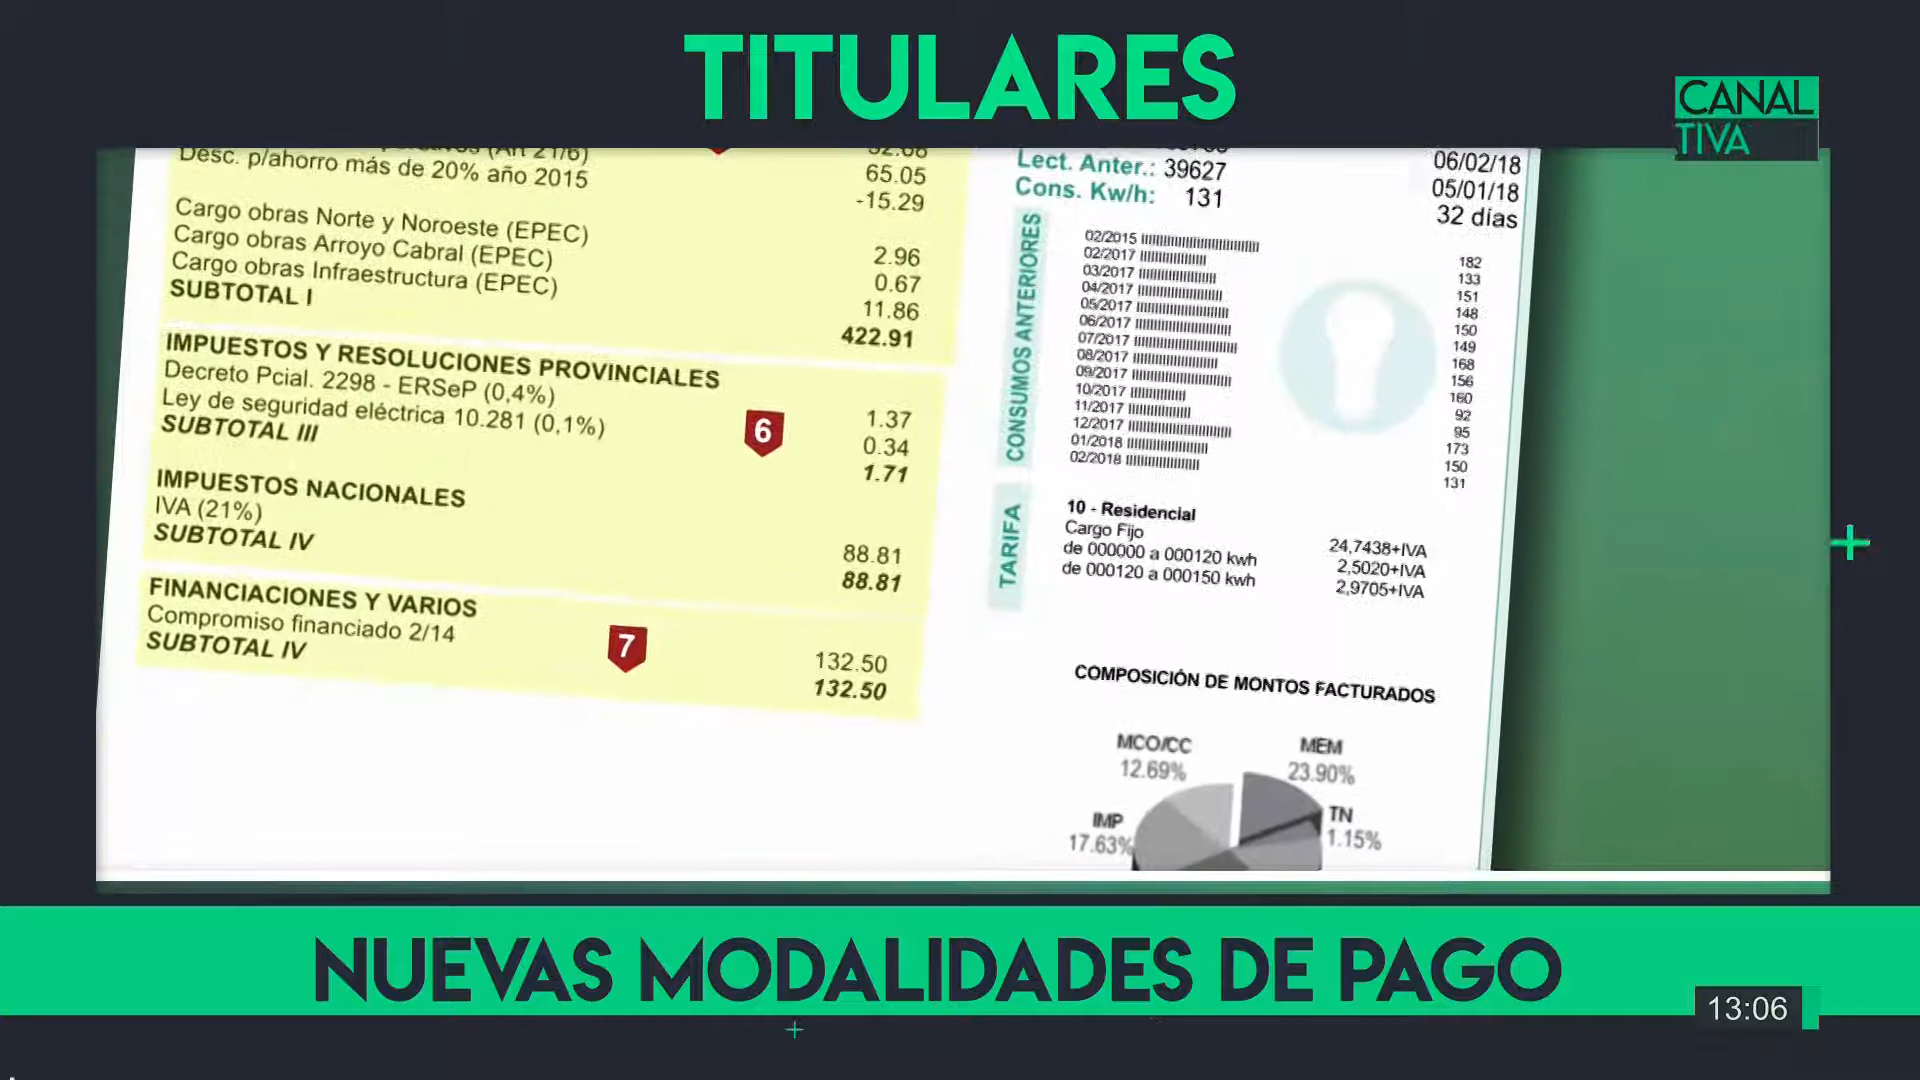 TITULARES
CANAL
TIVA
(Art 21/6)
Desc. p/ahorro más de 20% año 2015
65.05
-15.29
Cargo obras Norte y Noroeste (EPEC)
2.96
Cargo obras Arroyo Cabral (EPEC)
0.67
Cargo obras Infraestructura (EPEC)
11.86
SUBTOTAL I
422.91
IMPUESTOS Y RESOLUCIONES PROVINCIALES
Decreto Pcial. 2298 - ERSeP (0,4%)
1.37
Ley de seguridad eléctrica 10.281 (0,1%)
6
0.34
SUBTOTAL III
1.71
IMPUESTOS NACIONALES
IVA (21%)
88.81
SUBTOTAL IV
88.81
FINANCIACIONES Y VARIOS
Compromiso financiado 2/14
7
132.50
SUBTOTAL IV
132.50
06/02/18
Lect. Anter.: 39627
05/01/18
Cons. Kw/h: 131
32 días
CONSUMOS ANTERIORES
02/2015
182
02/2017
133
03/2017
151
04/2017
148
05/2017
150
06/2017
149
07/2017
168
08/2017
156
09/2017
160
10/2017
92
11/2017
95
12/2017
173
01/2018
150
02/2018
131
TARIFA
10 - Residencial
Cargo Fijo
24,7438+IVA
de 000000 a 000120 kwh
2,5020+IVA
de 000120 a 000150 kwh
2,9705+IVA
COMPOSICIÓN DE MONTOS FACTURADOS
MCO/CC
12.69%
MEM
23.90%
IMP
17.63%
TN
1.15%
NUEVAS MODALIDADES DE PAGO
13:06